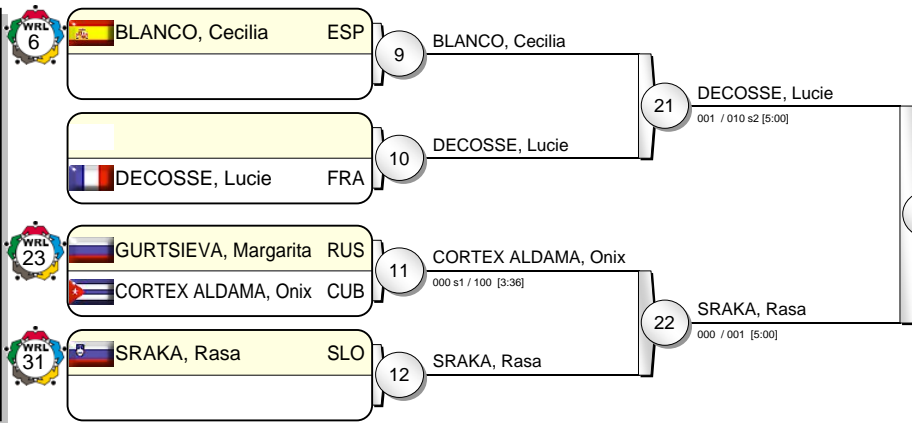 WRL
6
BLANCO, Cecilia ESP
9
BLANCO, Cecilia
21
DECOSSE, Lucie
001 / 010 s2 [5:00]
10
DECOSSE, Lucie
DECOSSE, Lucie FRA
WRL
23
GURTSIEVA, Margarita RUS
11
CORTEX ALDAMA, Onix
000 s1 / 100 [3:36]
CORTEX ALDAMA, Onix CUB
22
SRAKA, Rasa
000 / 001 [5:00]
WRL
31
SRAKA, Rasa SLO
12
SRAKA, Rasa